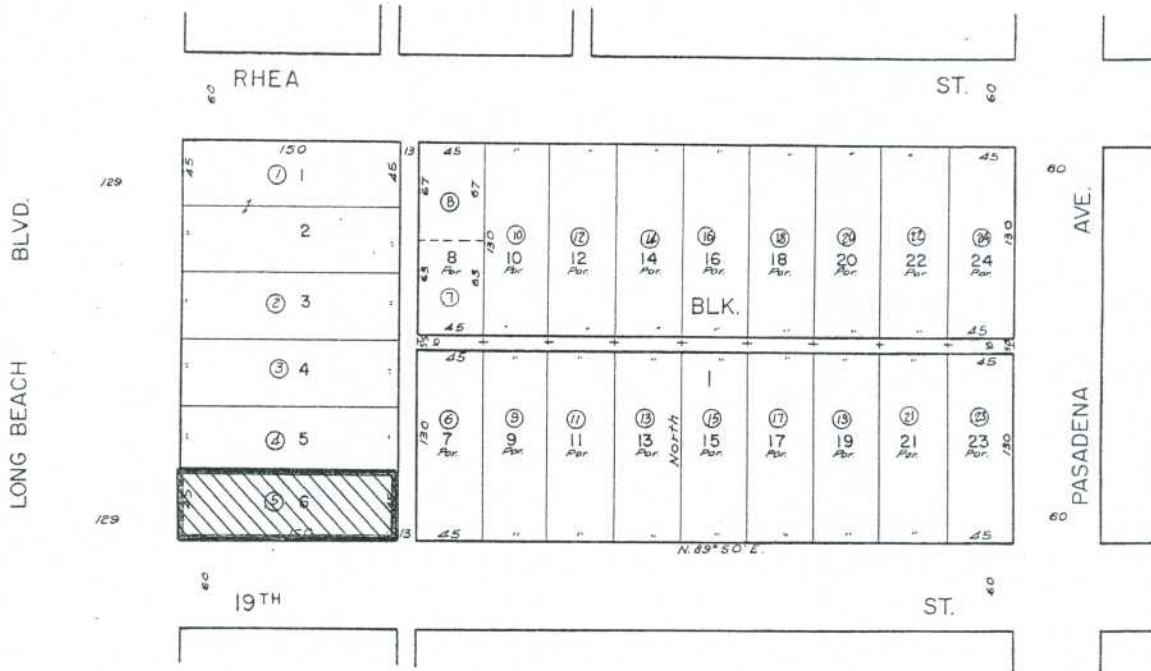 RHEA ST.
60 60
LONG BEACH BLVD.
129
129
PASADENA AVE.
60
60
150
45 45
① 1
2
② 3
③ 4
④ 5
⑤ 6
45 45
150
13
13
45 " " " " " " " 45
67 67
⑧
130
8 Por.
63 63
⑦
45 " " " " " " " 45
⑩ ⑫ ⑭ ⑯ ⑱ ⑳ ㉒ ㉔
10 12 14 16 18 20 22 24
Por. Por. Por. Por. Por. Por. Por. Por.
130
BLK.
1
45 " " " " " " " 45
130 130
⑥ ⑨ ⑪ ⑬ ⑮ ⑰ ⑲ ㉑ ㉓
7 9 11 13 15 17 19 21 23
Por. Por. Por. Por. Por. Por. Por. Por. Por.
North
45 " " " " " " " 45
N. 89° 50' E.
60 60
19TH ST.